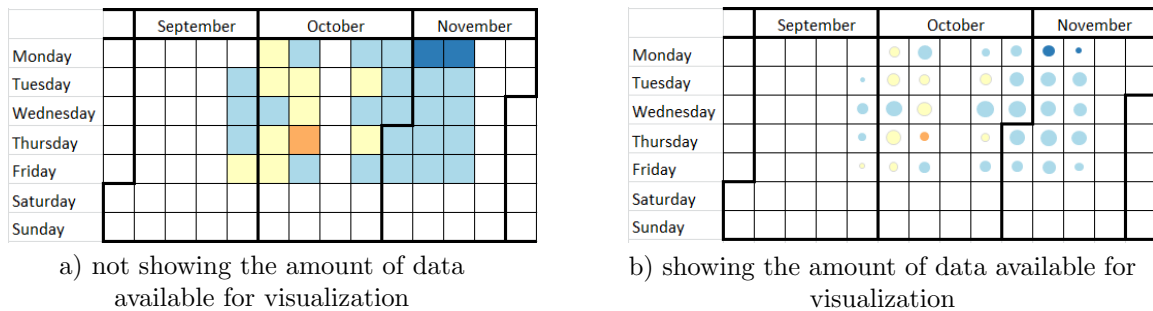 September October November
Monday
Tuesday
Wednesday
Thursday
Friday
Saturday
Sunday
a) not showing the amount of data
available for visualization
September October November
Monday
Tuesday
Wednesday
Thursday
Friday
Saturday
Sunday
b) showing the amount of data available for
visualization